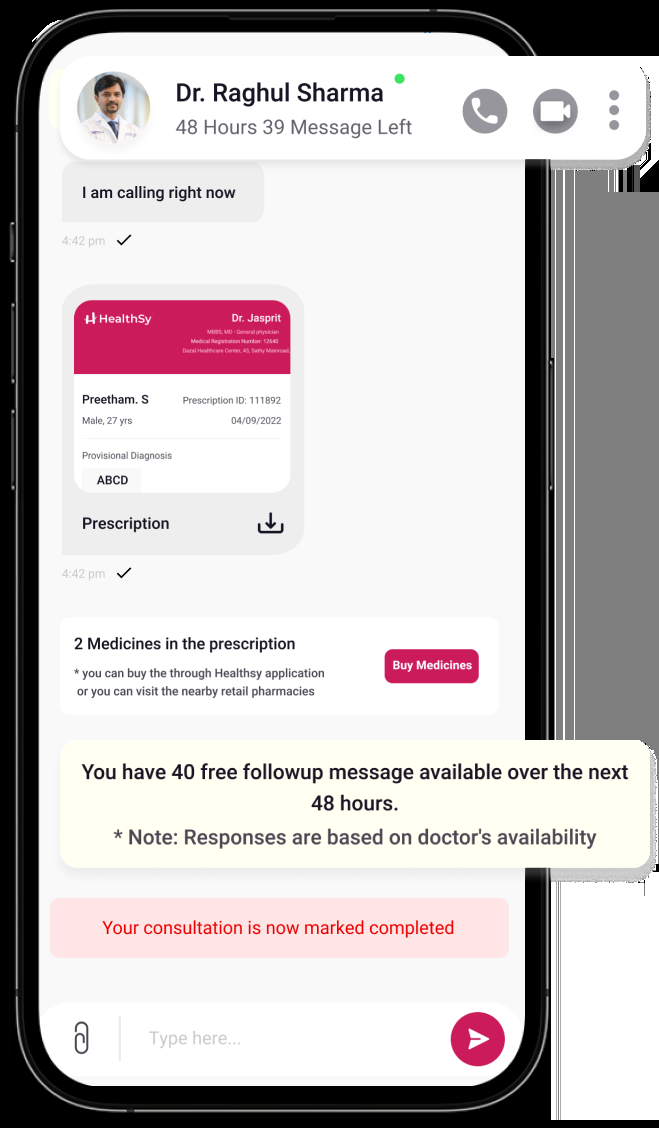 Dr. Raghul Sharma
48 Hours 39 Message Left
I am calling right now
4:42 pm
HealthSy
Dr. Jasprit
MBBS, MD - General physician
Medical Registration Number: 12640
Dazal Healthcare Center, 43, Sathy Mainroad,
Preetham. S
Prescription ID: 111892
Male, 27 yrs
04/09/2022
Provisional Diagnosis
ABCD
Prescription
4:42 pm
2 Medicines in the prescription
* you can buy the through Healthsy application
or you can visit the nearby retail pharmacies
Buy Medicines
You have 40 free followup message available over the next
48 hours.
* Note: Responses are based on doctor's availability
Your consultation is now marked completed
Type here...